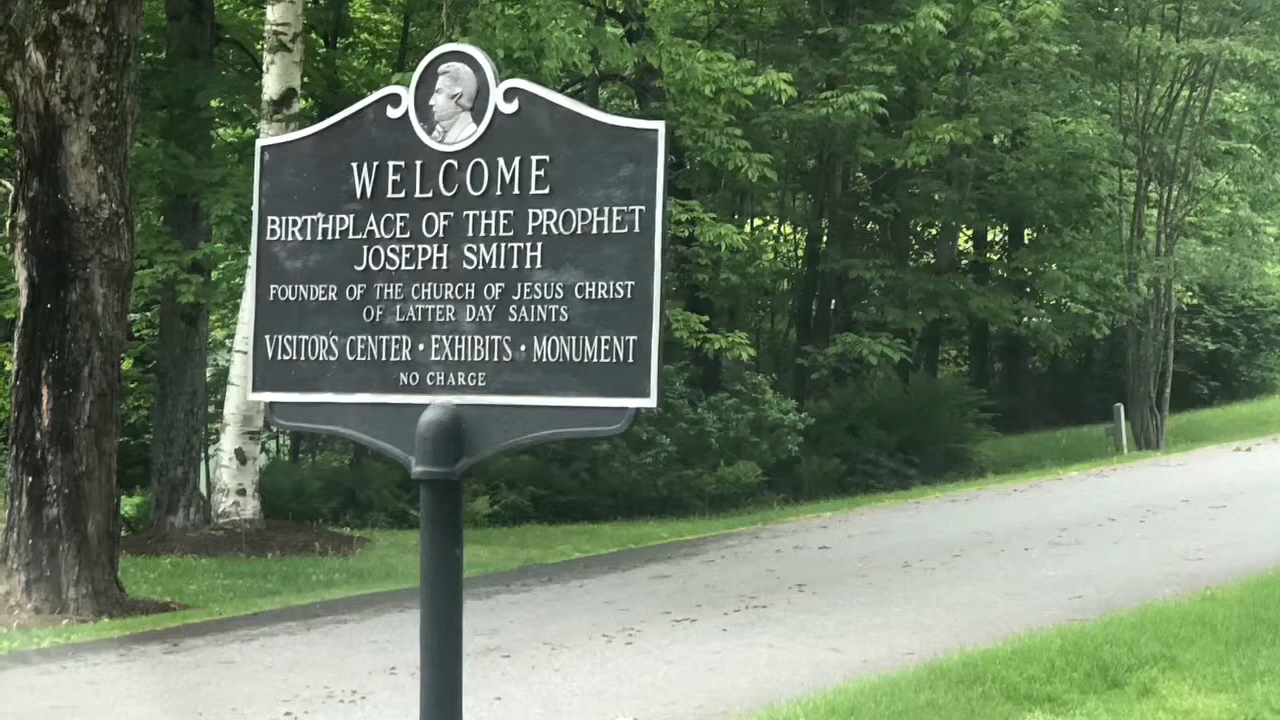 WELCOME
BIRTHPLACE OF THE PROPHET
JOSEPH SMITH
FOUNDER OF THE CHURCH OF JESUS CHRIST
OF LATTER DAY SAINTS
VISITOR'S CENTER · EXHIBITS · MONUMENT
NO CHARGE